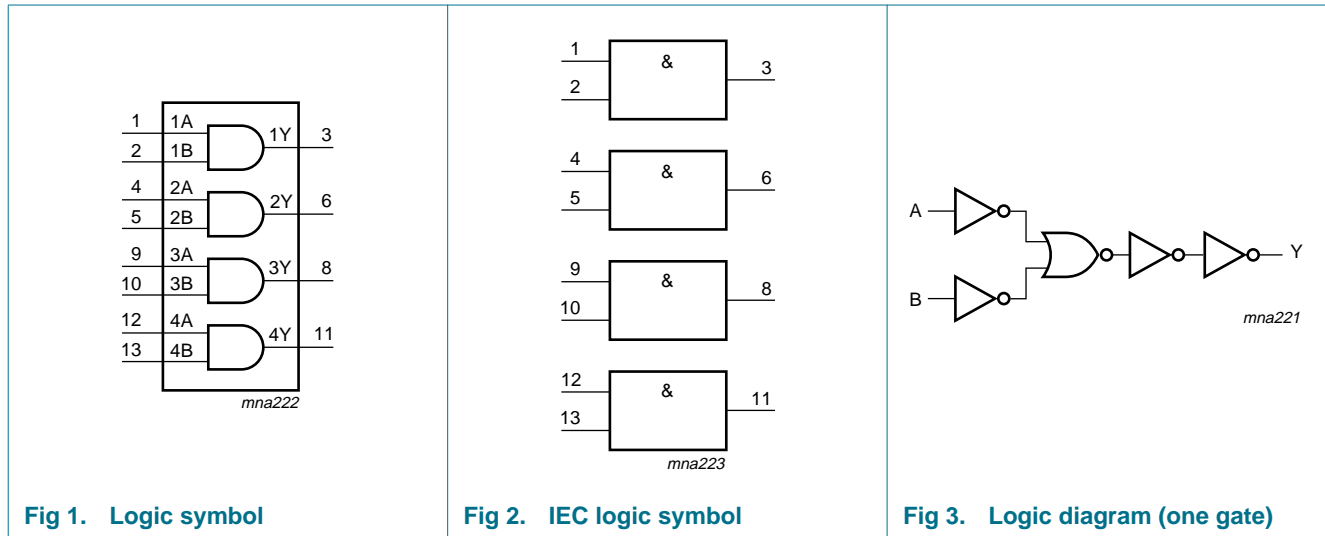 1 1A 1Y 3
2 1B
4 2A 2Y 6
5 2B
9 3A 3Y 8
10 3B
12 4A 4Y 11
13 4B
mna222
Fig 1. Logic symbol
1 & 3
2
4 & 6
5
9 & 8
10
12 & 11
13
mna223
Fig 2. IEC logic symbol
A
Y
B
mna221
Fig 3. Logic diagram (one gate)